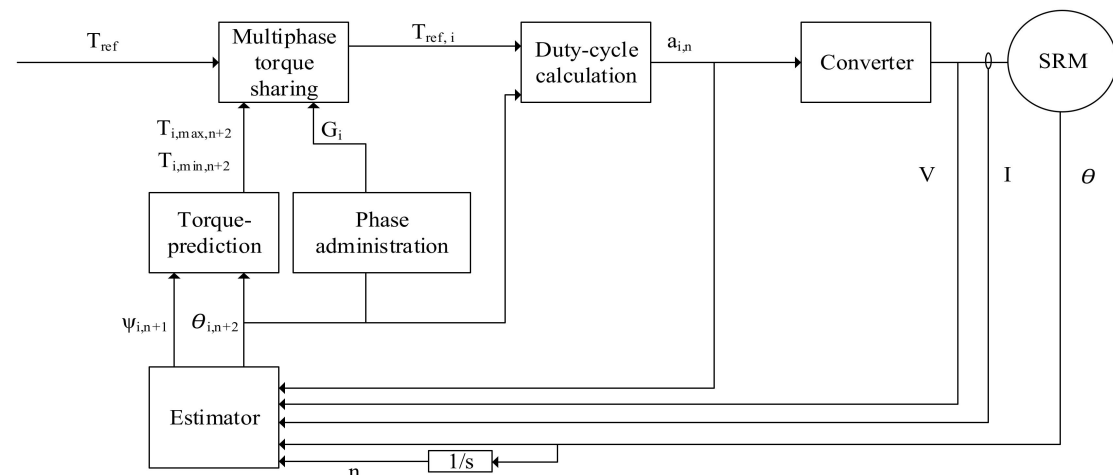 T_ref
Multiphase
torque
sharing
T_ref, i
Duty-cycle
calculation
a_i,n
Converter
SRM
T_i,max,n+2
T_i,min,n+2
G_i
V
I
θ
Torque-
prediction
Phase
administration
ψ_i,n+1
θ_i,n+2
Estimator
n
1/s